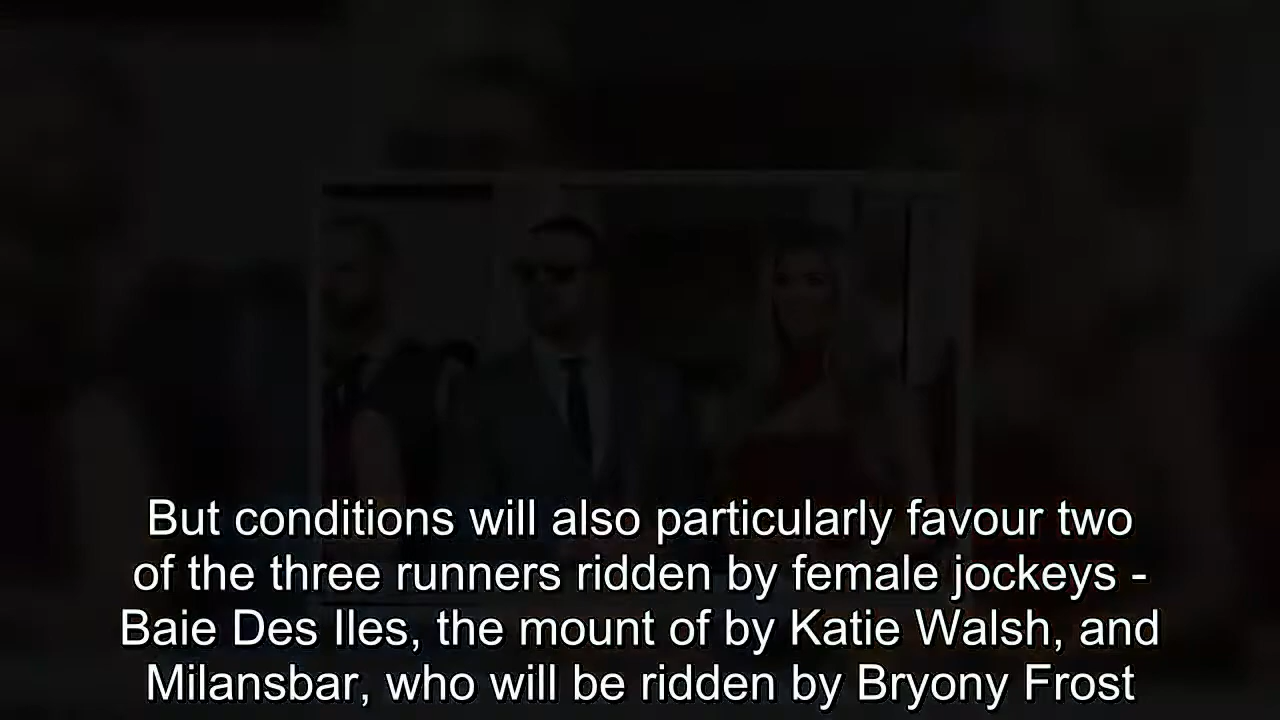 But conditions will also particularly favour two
of the three runners ridden by female jockeys -
Baie Des Iles, the mount of by Katie Walsh, and
Milansbar, who will be ridden by Bryony Frost